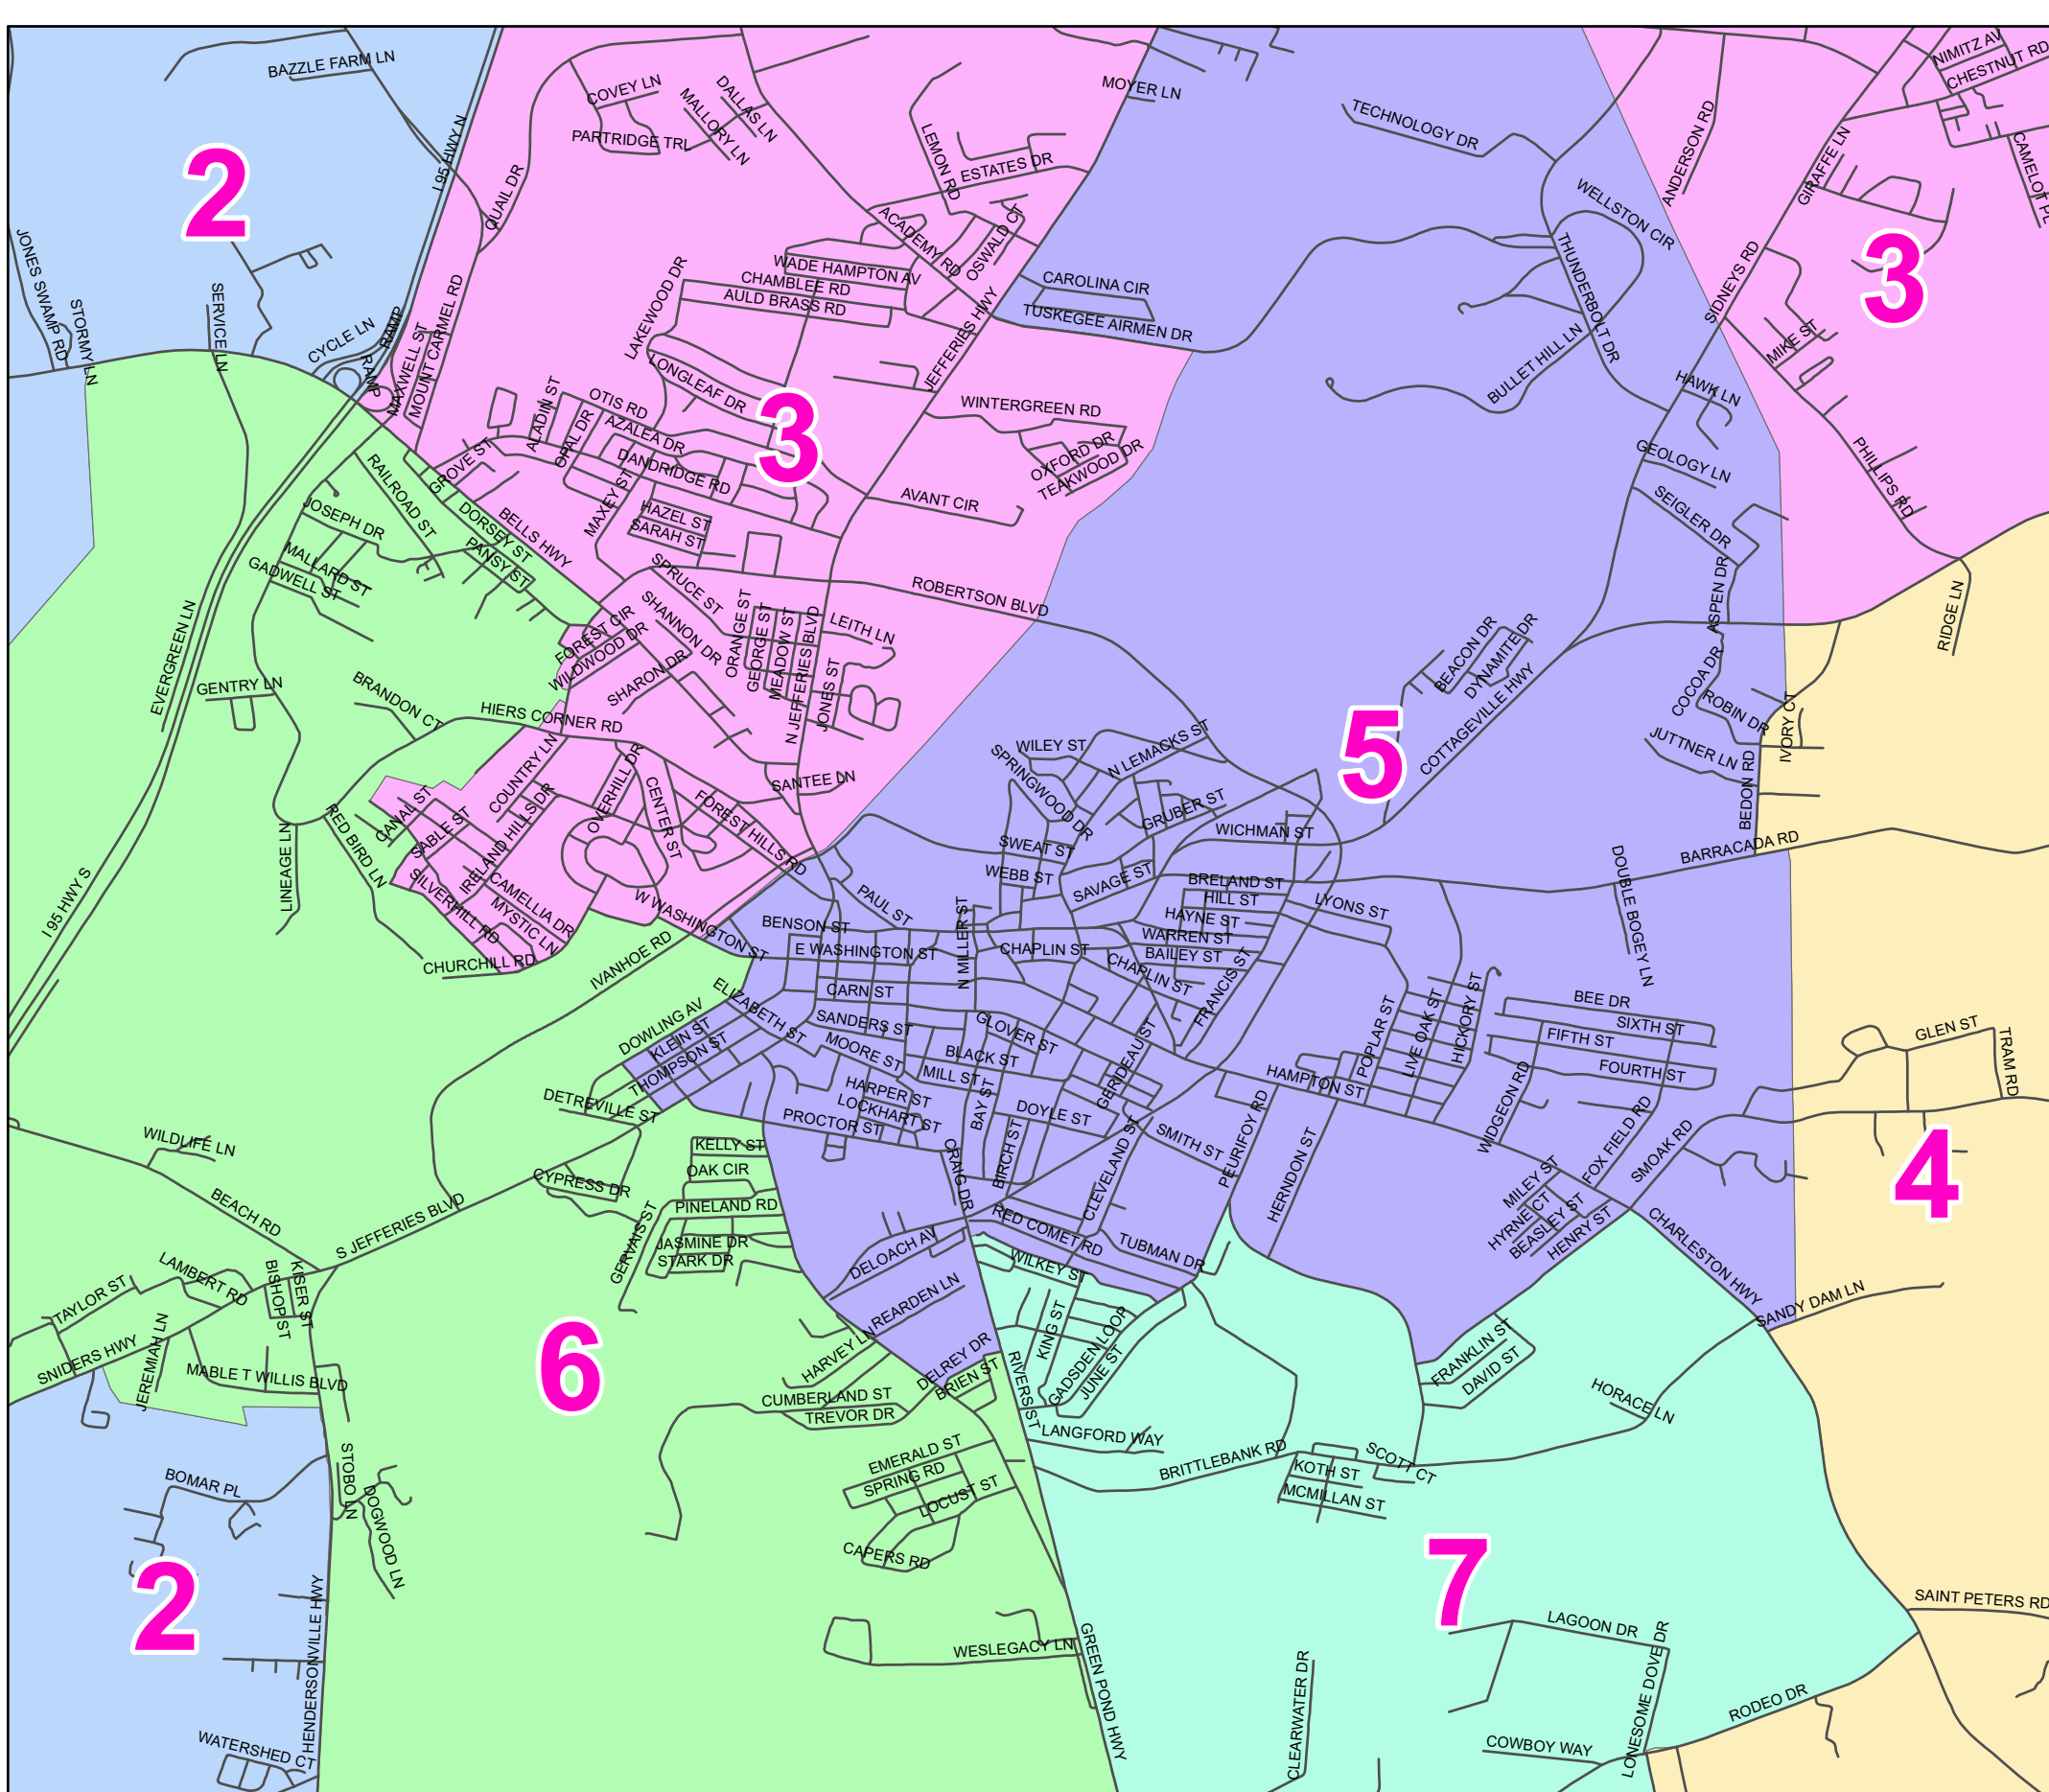 BAZZLE FARM LN
I 95 HWY N
COVEY LN
DALLAS LN
MALLORY LN
PARTRIDGE TRL
QUAIL DR
LEMON RD
ESTATES DR
MOYER LN
TECHNOLOGY DR
ANDERSON RD
NIMITZ AV
CHESTNUT RD
GIRAFFE LN
CAMELOT PL
2
3
WELLSTON CIR
ACADEMY RD
OSWALD CT
JONES SWAMP RD
STORMY LN
SERVICE LN
CYCLE LN
RAMP
RAMP
MAXWELL ST
MOUNT CARMEL RD
LAKEWOOD DR
WADE HAMPTON AV
CHAMBLEE RD
AULD BRASS RD
CAROLINA CIR
TUSKEGEE AIRMEN DR
JEFFERIES HWY
THUNDERBOLT DR
BULLET HILL LN
SIDNEYS RD
MIKE ST
HAWK LN
LONGLEAF DR
3
WINTERGREEN RD
OXFORD DR
TEAKWOOD DR
ALADIN ST
OPAL DR
OTIS RD
AZALEA DR
DANDRIDGE RD
GROVE ST
MAXEY ST
HAZEL ST
SARAH ST
AVANT CIR
GEOLOGY LN
SEIGLER DR
PHILLIPS RD
RAILROAD ST
JOSEPH DR
DORSEY ST
BELLS HWY
PANSY ST
MALLARD ST
GADWELL ST
SPRUCE ST
SHANNON DR
ORANGE ST
GEORGE ST
MEADOW ST
N JEFFERIES BLVD
LEITH LN
JONES ST
ROBERTSON BLVD
FOREST CIR
WILDWOOD DR
SHARON DR
ASPEN DR
RIDGE LN
BEACON DR
DYNAMITE DR
COTTAGEVILLE HWY
COCOA DR
ROBIN DR
IVORY CT
JUTTNER LN
BEDON RD
BARRACADA RD
EVERGREEN LN
GENTRY LN
BRANDON CT
HIERS CORNER RD
SANTEE LN
5
WILEY ST
N LEMACKS ST
SPRINGWOOD DR
GRUBER ST
WICHMAN ST
COUNTRY LN
OVERHILL DR
CENTER ST
FOREST HILLS RD
CANAL ST
SABLE ST
IRELAND HILLS DR
RED BIRD LN
LINEAGE LN
SILVERHILL RD
CAMELLIA DR
MYSTIC LN
CHURCHILL RD
I 95 HWY S
SWEAT ST
WEBB ST
SAVAGE ST
BRELAND ST
HILL ST
HAYNE ST
WARREN ST
BAILEY ST
LYONS ST
DOUBLE BOGEY LN
W WASHINGTON ST
PAUL ST
BENSON ST
E WASHINGTON ST
N MILLER ST
CHAPLIN ST
CHAPLIN ST
FRANCIS ST
IVANHOE RD
ELIZABETH ST
CARN ST
SANDERS ST
GLOVER ST
DOWLING AV
KLEIN ST
THOMPSON ST
MOORE ST
BLACK ST
MILL ST
GERIDEAU ST
HARPER ST
LOCKHART ST
PROCTOR ST
BAY ST
DOYLE ST
BIRCH ST
CRAIG DR
CLEVELAND ST
SMITH ST
PEURIFOY RD
HERNDON ST
HAMPTON ST
POPLAR ST
LIVE OAK ST
HICKORY ST
BEE DR
SIXTH ST
FIFTH ST
FOURTH ST
WIDGEON RD
FOX FIELD RD
SMOAK RD
GLEN ST
TRAM RD
4
DETREVILLE ST
WILDLIFE LN
BEACH RD
S JEFFERIES BLVD
CYPRESS DR
KELLY ST
OAK CIR
PINELAND RD
JASMINE DR
STARK DR
GERVAIS ST
MILEY ST
HYRNE CT
BEASLEY ST
HENRY ST
CHARLESTON HWY
SANDY DAM LN
RED COMET RD
TUBMAN DR
DELOACH AV
REARDEN LN
WILKEY ST
KING ST
GADSDEN LOOP
JUNE ST
TAYLOR ST
LAMBERT RD
BISHOP ST
KISER ST
SNIDERS HWY
JEREMIAH LN
MABLE T WILLIS BLVD
6
HARVEY LN
DELREY DR
BRIEN ST
RIVERS ST
CUMBERLAND ST
TREVOR DR
LANGFORD WAY
BRITTLEBANK RD
FRANKLIN ST
DAVID ST
HORACE LN
SCOTT CT
KOTH ST
MCMILLAN ST
BOMAR PL
STOBO LN
DOGWOOD LN
EMERALD ST
SPRING RD
LOCUST ST
CAPERS RD
2
7
HENDERSONVILLE HWY
WATERSHED CT
WESLEGACY LN
GREEN POND HWY
CLEARWATER DR
LAGOON DR
LONESOME DOVE DR
COWBOY WAY
RODEO DR
SAINT PETERS RD